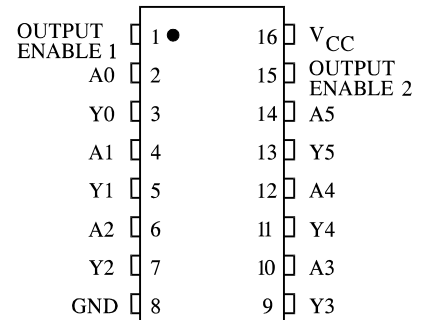 OUTPUT
ENABLE 1 1 16 VCC
A0 2 15 OUTPUT
ENABLE 2
Y0 3 14 A5
A1 4 13 Y5
Y1 5 12 A4
A2 6 11 Y4
Y2 7 10 A3
GND 8 9 Y3